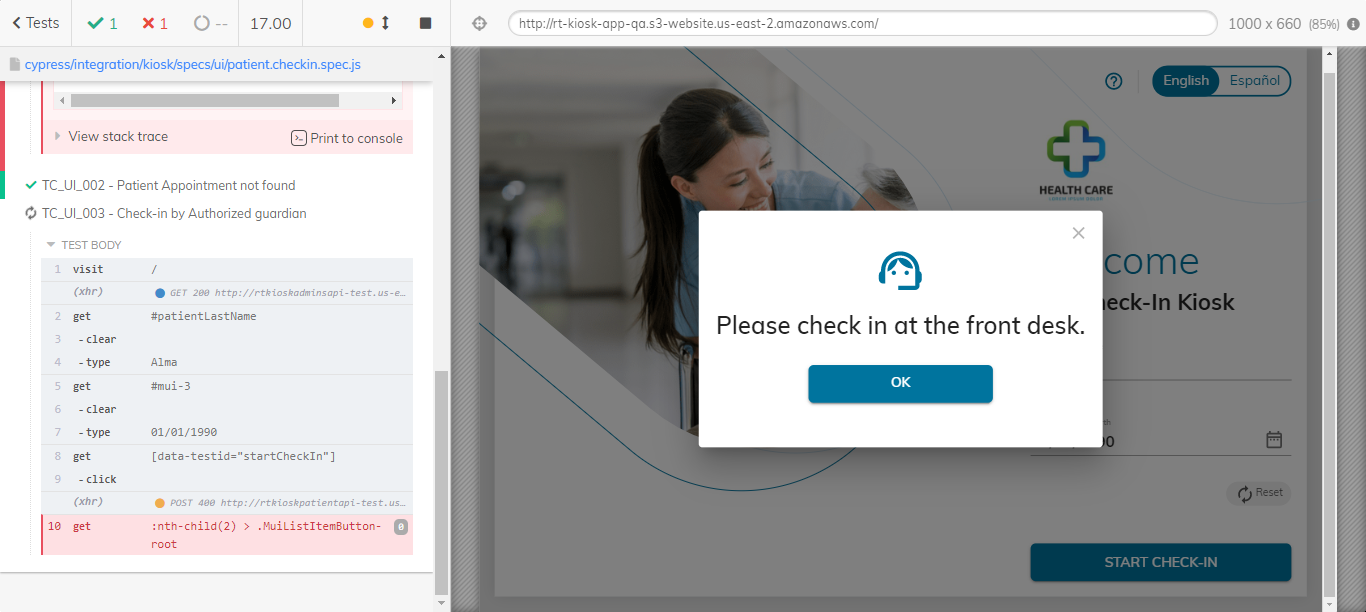 Tests
1
1
--
17.00
http://rt-kiosk-app-qa.s3-website.us-east-2.amazonaws.com/
1000 x 660 (85%)
cypress/integration/kiosk/specs/ui/patient.checkin.spec.js
View stack trace
Print to console
TC_UI_002 - Patient Appointment not found
TC_UI_003 - Check-in by Authorized guardian
TEST BODY
1 visit /
(xhr) GET 200 http://rtkioskadminsapi-test.us-e…
2 get #patientLastName
3 -clear
4 -type Alma
5 get #mui-3
6 -clear
7 -type 01/01/1990
8 get [data-testid="startCheckIn"]
9 -click
(xhr) POST 400 http://rtkioskpatientapi-test.us…
10 get :nth-child(2) > .MuiListItemButton-
root
0
English
Español
HEALTH CARE
come
heck-In Kiosk
Please check in at the front desk.
OK
Reset
START CHECK-IN